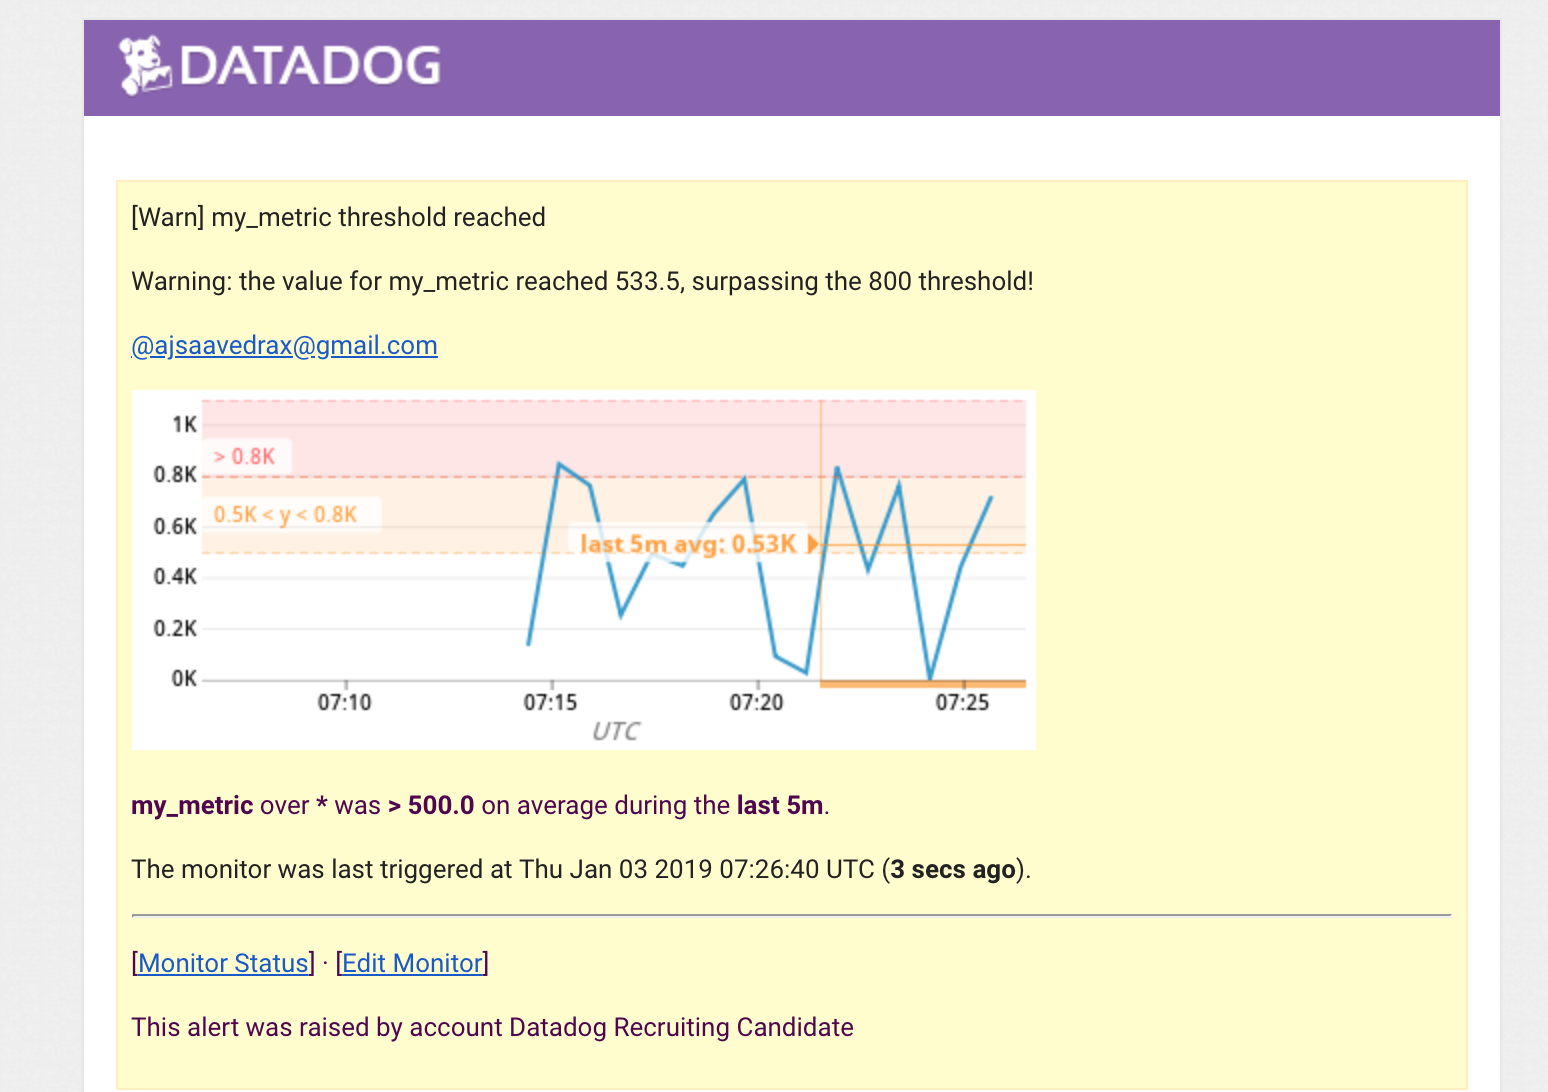 DATADOG
[Warn] my_metric threshold reached
Warning: the value for my_metric reached 533.5, surpassing the 800 threshold!
@ajsaavedrax@gmail.com
1K
> 0.8K
0.8K
0.5K < y < 0.8K
0.6K
last 5m avg: 0.53K
0.4K
0.2K
0K
07:10 07:15 07:20 07:25
UTC
my_metric over * was > 500.0 on average during the last 5m.
The monitor was last triggered at Thu Jan 03 2019 07:26:40 UTC (3 secs ago).
[Monitor Status] · [Edit Monitor]
This alert was raised by account Datadog Recruiting Candidate